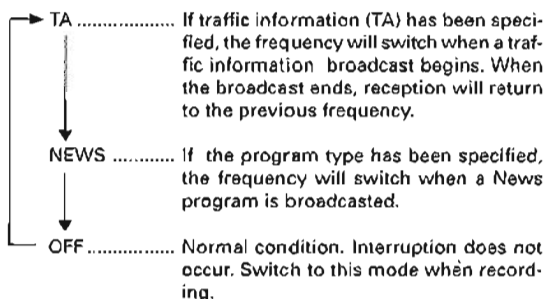 TA .................. If traffic information (TA) has been speci-
fied, the frequency will switch when a traf-
fic information broadcast begins. When
the broadcast ends, reception will return
to the previous frequency.
NEWS ............. If the program type has been specified,
the frequency will switch when a News
program is broadcasted.
OFF.................. Normal condition. Interruption does not
occur. Switch to this mode when record-
ing.